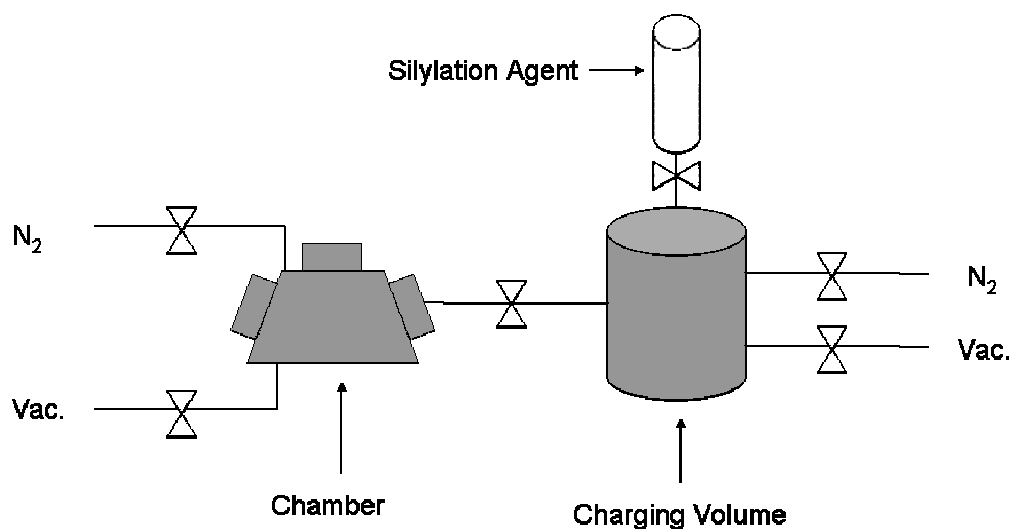 Silylation Agent
N₂
N₂
Vac.
Vac.
Chamber
Charging Volume